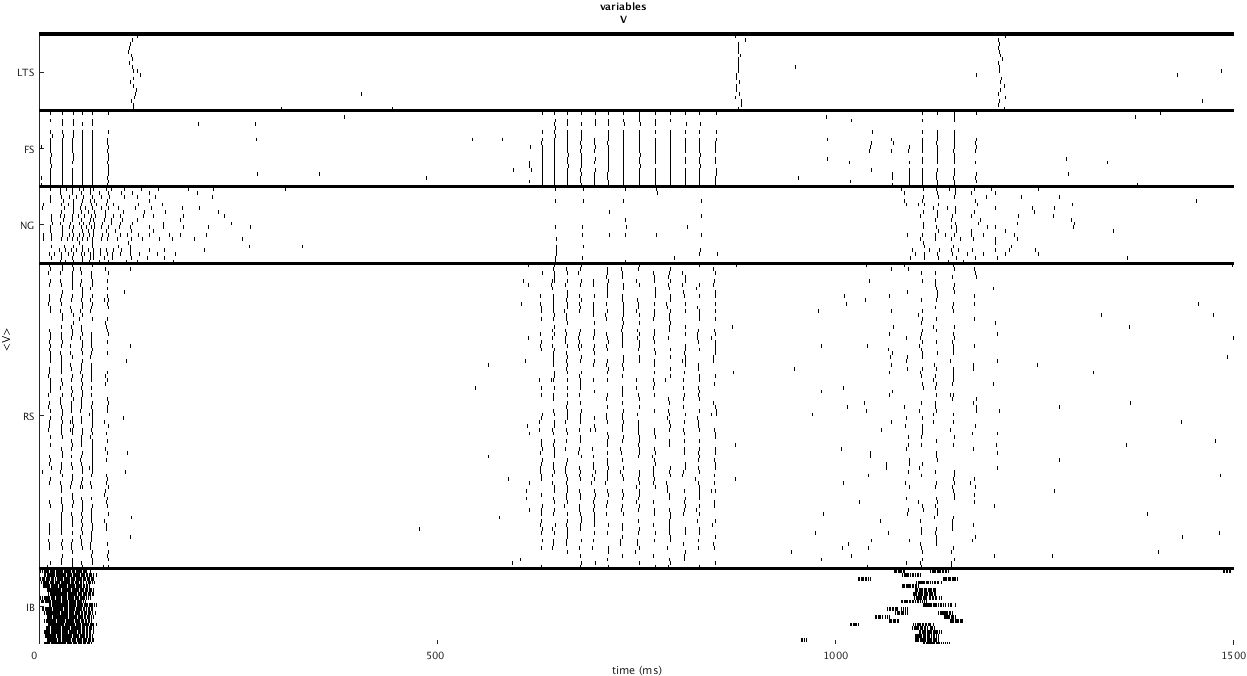 variables
V
LTS
FS
NG
<V>
RS
IB
0
500
1000
1500
time (ms)